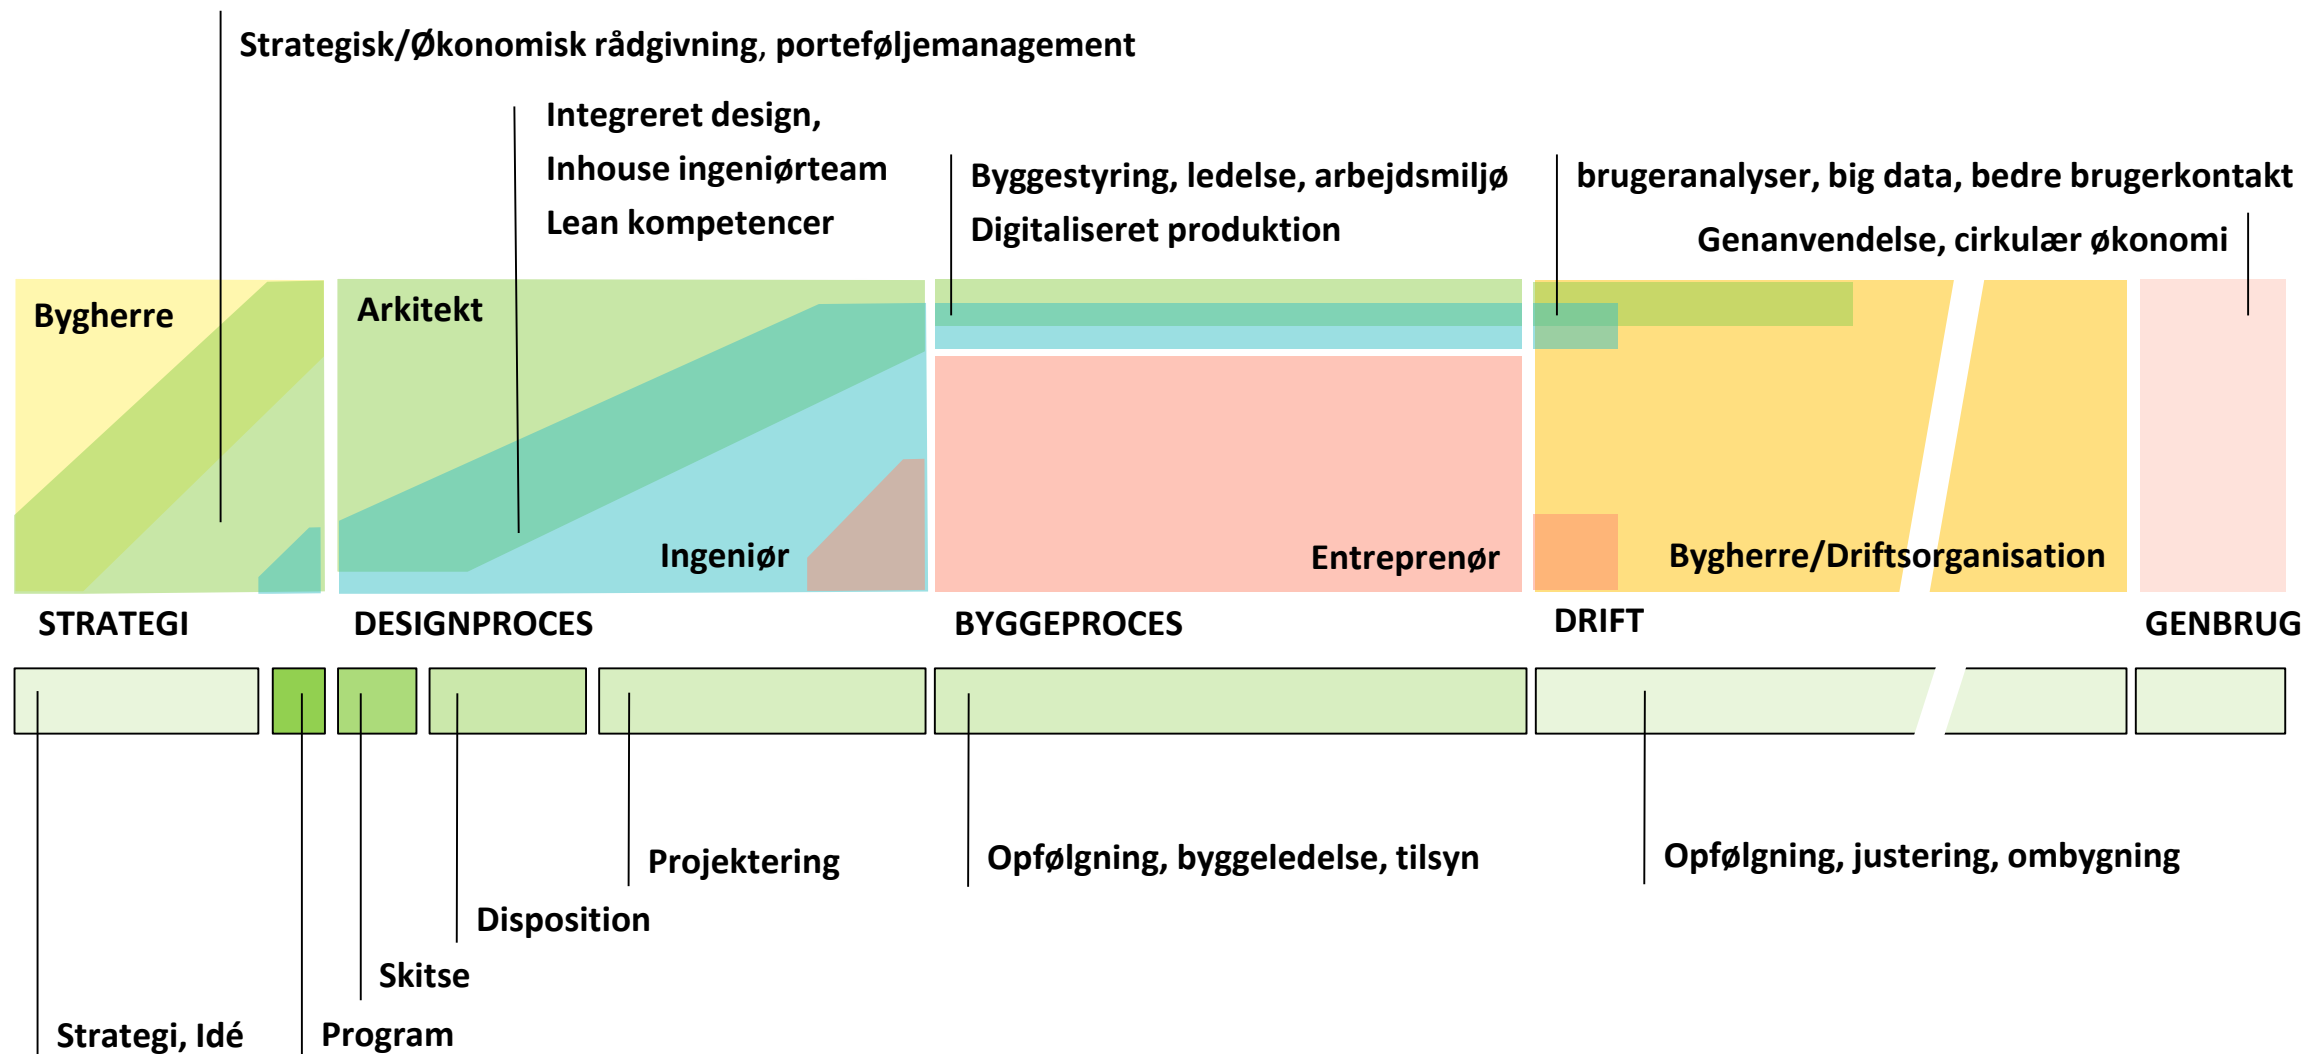 Strategisk/Økonomisk rådgivning, porteføljemanagement
Integreret design,
Inhouse ingeniørteam
Lean kompetencer
Byggestyring, ledelse, arbejdsmiljø
Digitaliseret produktion
brugeranalyser, big data, bedre brugerkontakt
Genanvendelse, cirkulær økonomi
Bygherre
Arkitekt
Ingeniør
Entreprenør
Bygherre/Driftsorganisation
STRATEGI
DESIGNPROCES
BYGGEPROCES
DRIFT
GENBRUG
Projektering
Opfølgning, byggeledelse, tilsyn
Opfølgning, justering, ombygning
Disposition
Skitse
Strategi, Idé
Program